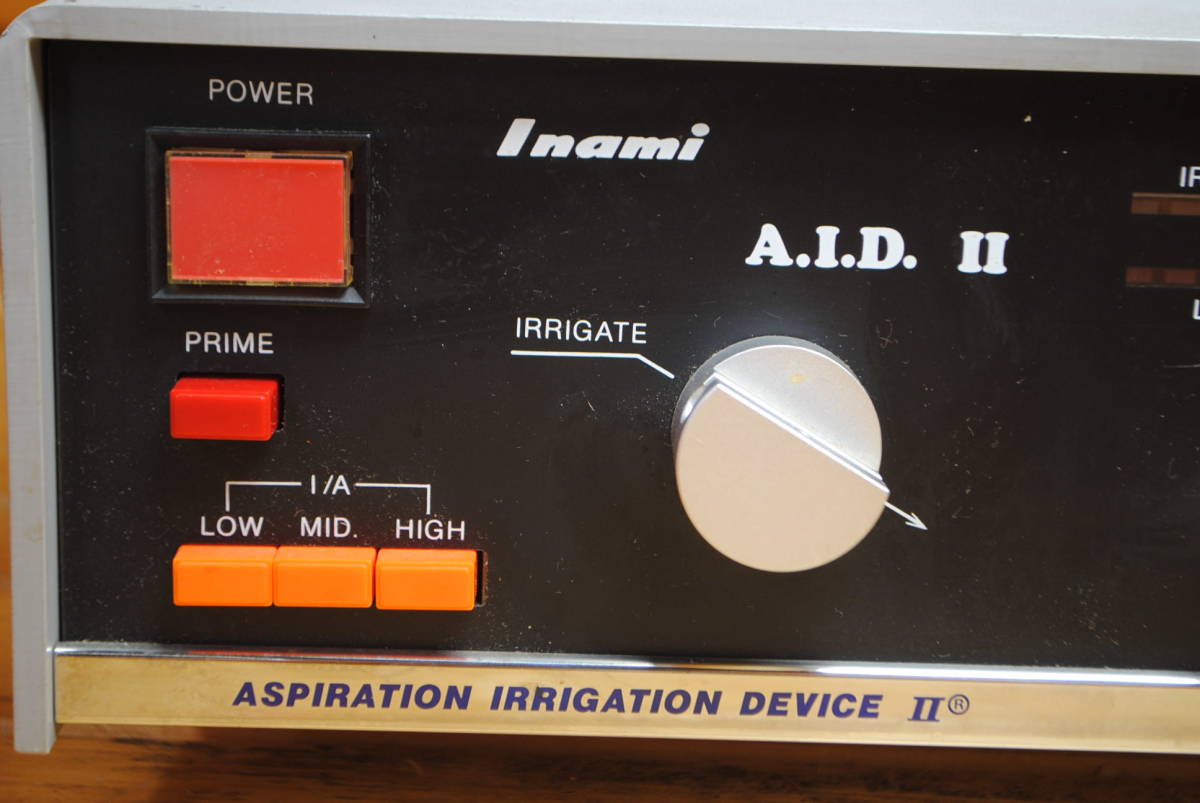 POWER
Inami
A.I.D. II
PRIME
IRRIGATE
I/A
LOW MID. HIGH
ASPIRATION IRRIGATION DEVICE II®